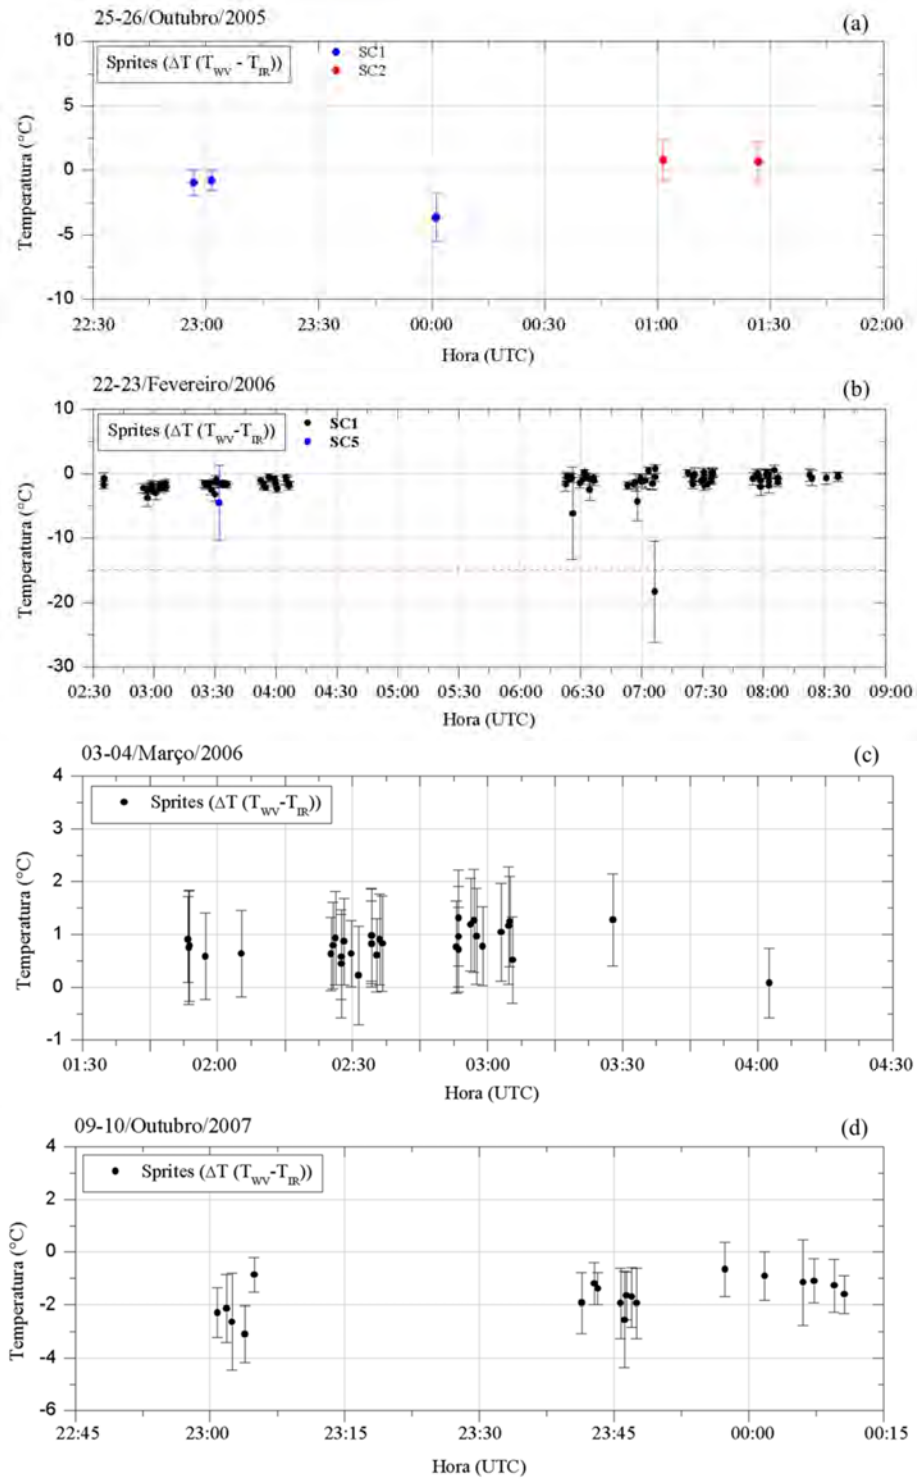 25-26/Outubro/2005 (a)
Sprites (ΔT (T_WV - T_IR))
SC1
SC2
Temperatura (°C)
10
5
0
-5
-10
22:30 23:00 23:30 00:00 00:30 01:00 01:30 02:00
Hora (UTC)
22-23/Fevereiro/2006 (b)
Sprites (ΔT (T_WV-T_IR))
SC1
SC5
Temperatura (°C)
10
0
-10
-20
-30
02:30 03:00 03:30 04:00 04:30 05:00 05:30 06:00 06:30 07:00 07:30 08:00 08:30 09:00
Hora (UTC)
03-04/Março/2006 (c)
Sprites (ΔT (T_WV-T_IR))
Temperatura (°C)
4
3
2
1
0
-1
01:30 02:00 02:30 03:00 03:30 04:00 04:30
Hora (UTC)
09-10/Outubro/2007 (d)
Sprites (ΔT (T_WV-T_IR))
Temperatura (°C)
4
2
0
-2
-4
-6
22:45 23:00 23:15 23:30 23:45 00:00 00:15
Hora (UTC)